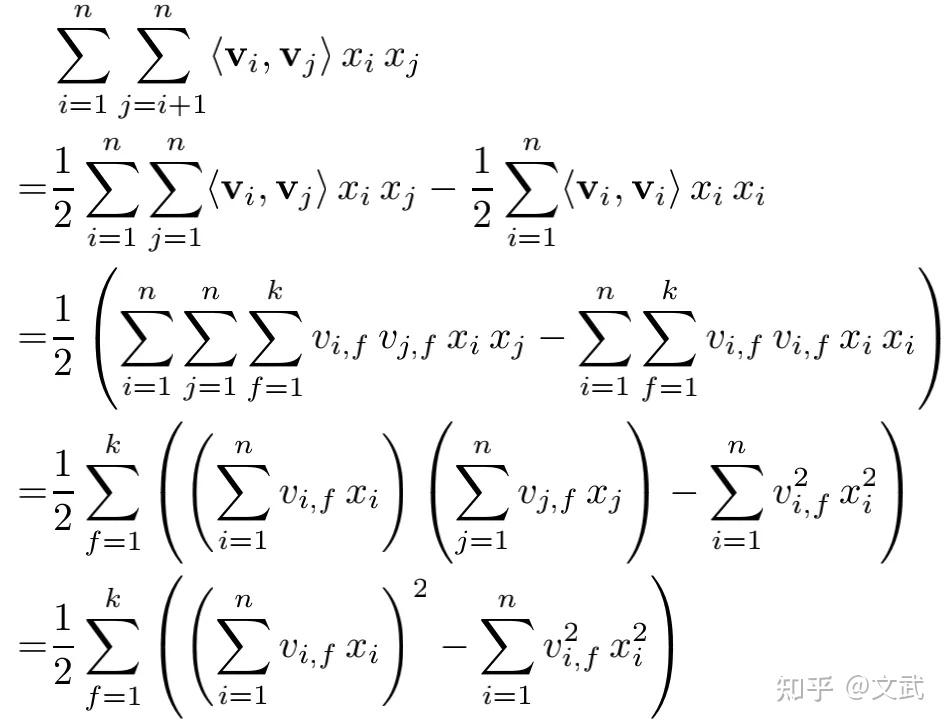 $\sum_{i=1}^{n} \sum_{j=i+1}^{n} \langle \mathbf{v}_i, \mathbf{v}_j \rangle x_i x_j$
$= \frac{1}{2} \sum_{i=1}^{n} \sum_{j=1}^{n} \langle \mathbf{v}_i, \mathbf{v}_j \rangle x_i x_j - \frac{1}{2} \sum_{i=1}^{n} \langle \mathbf{v}_i, \mathbf{v}_i \rangle x_i x_i$
$= \frac{1}{2} \left( \sum_{i=1}^{n} \sum_{j=1}^{n} \sum_{f=1}^{k} v_{i,f} v_{j,f} x_i x_j - \sum_{i=1}^{n} \sum_{f=1}^{k} v_{i,f} v_{i,f} x_i x_i \right)$
$= \frac{1}{2} \sum_{f=1}^{k} \left( \left( \sum_{i=1}^{n} v_{i,f} x_i \right) \left( \sum_{j=1}^{n} v_{j,f} x_j \right) - \sum_{i=1}^{n} v_{i,f}^2 x_i^2 \right)$
$= \frac{1}{2} \sum_{f=1}^{k} \left( \left( \sum_{i=1}^{n} v_{i,f} x_i \right)^2 - \sum_{i=1}^{n} v_{i,f}^2 x_i^2 \right)$
知乎 @文武